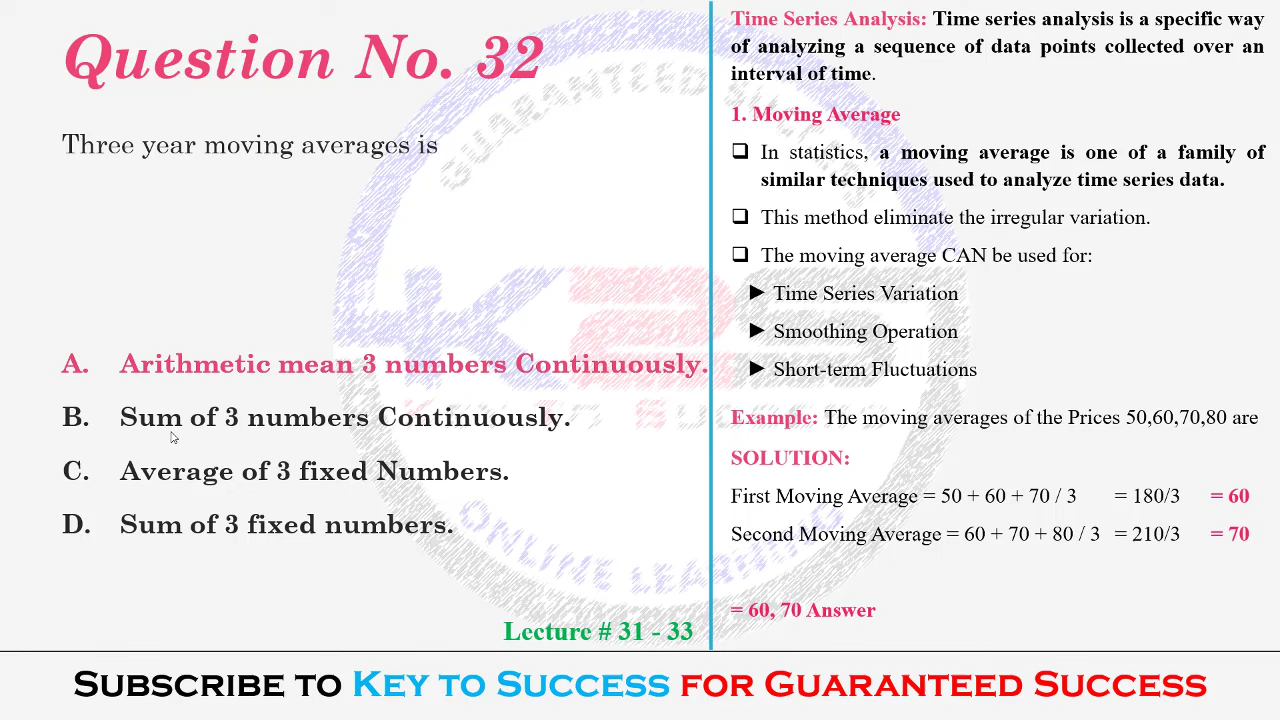 Question No. 32
Three year moving averages is
A. Arithmetic mean 3 numbers Continuously.
B. Sum of 3 numbers Continuously.
C. Average of 3 fixed Numbers.
D. Sum of 3 fixed numbers.
Lecture # 31 - 33
Time Series Analysis: Time series analysis is a specific way
of analyzing a sequence of data points collected over an
interval of time.
1. Moving Average
❑ In statistics, a moving average is one of a family of
similar techniques used to analyze time series data.
❑ This method eliminate the irregular variation.
❑ The moving average CAN be used for:
► Time Series Variation
► Smoothing Operation
► Short-term Fluctuations
Example: The moving averages of the Prices 50,60,70,80 are
SOLUTION:
First Moving Average = 50 + 60 + 70 / 3 = 180/3 = 60
Second Moving Average = 60 + 70 + 80 / 3 = 210/3 = 70
= 60, 70 Answer
SUBSCRIBE TO KEY TO SUCCESS FOR GUARANTEED SUCCESS